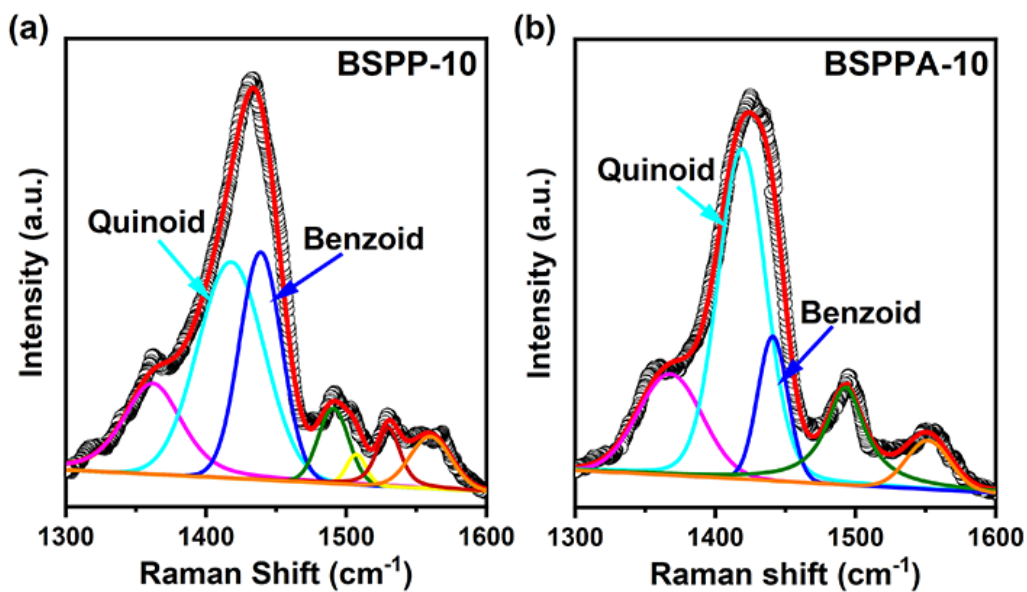 (a)
BSPP-10
Quinoid
Benzoid
Intensity (a.u.)
1300 1400 1500 1600
Raman Shift (cm⁻¹)
(b)
BSPPA-10
Quinoid
Benzoid
Intensity (a.u.)
1300 1400 1500 1600
Raman shift (cm⁻¹)